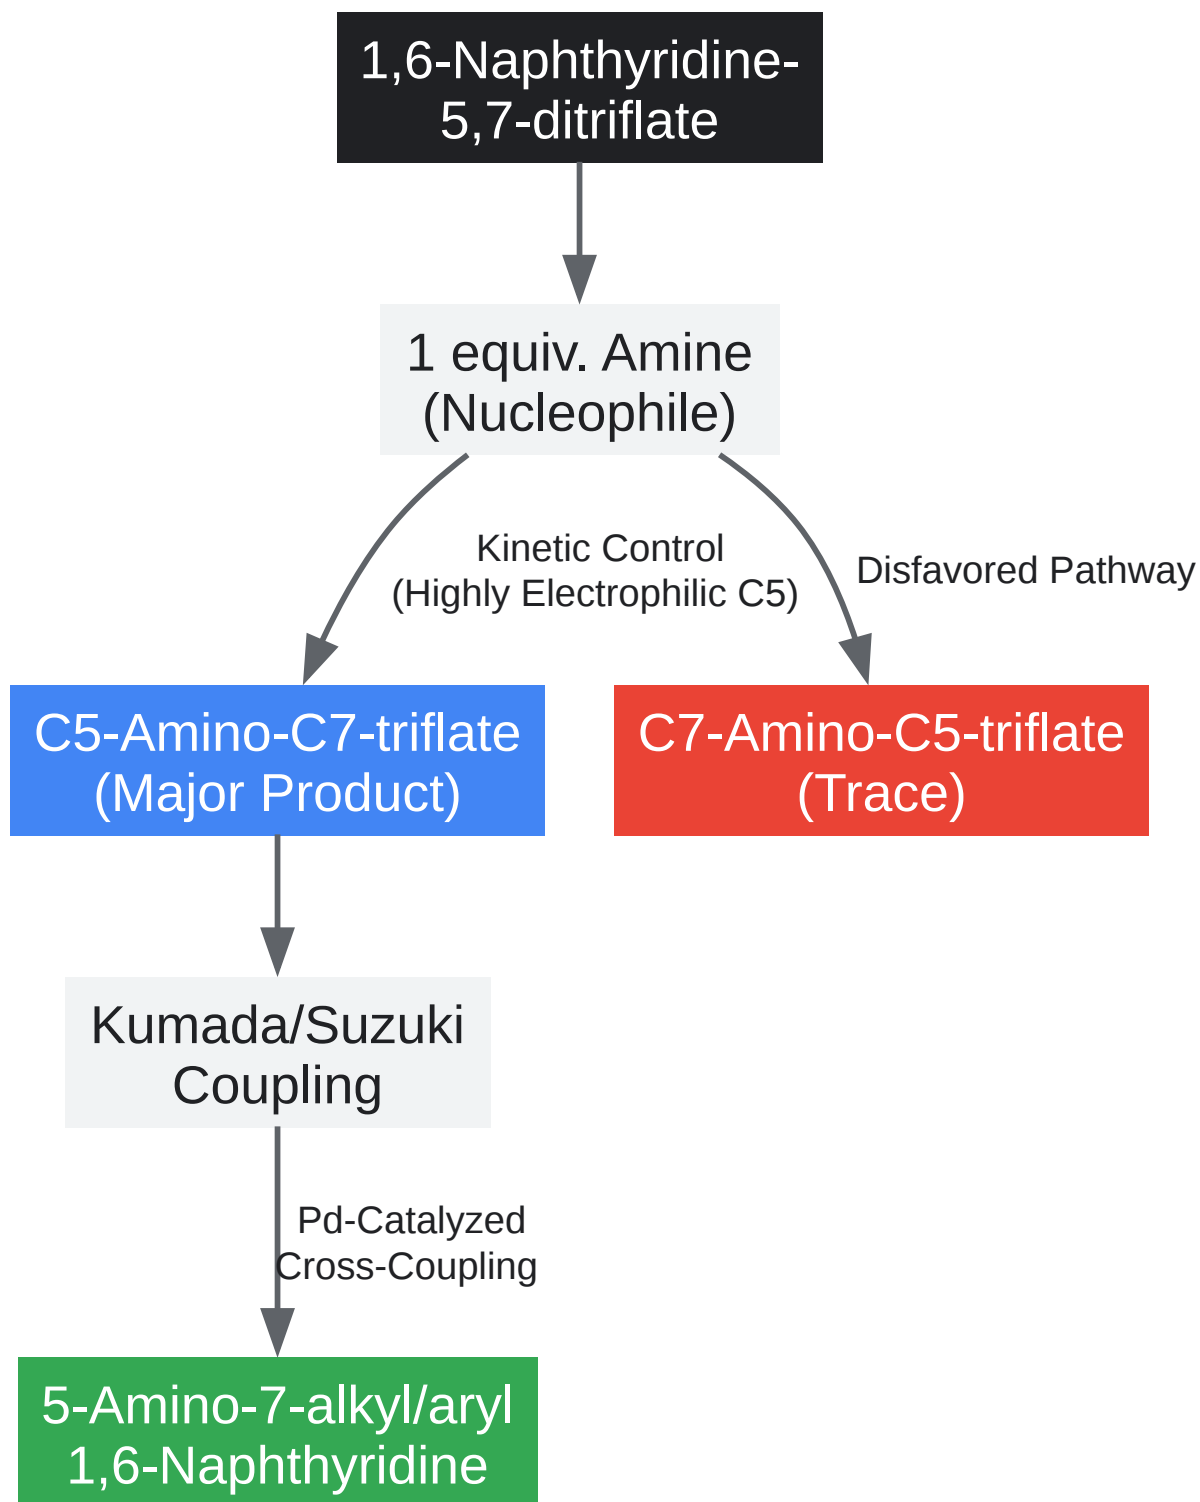 1,6-Naphthyridine-
5,7-ditriflate
1 equiv. Amine
(Nucleophile)
Kinetic Control
(Highly Electrophilic C5)
Disfavored Pathway
C5-Amino-C7-triflate
(Major Product)
C7-Amino-C5-triflate
(Trace)
Kumada/Suzuki
Coupling
Pd-Catalyzed
Cross-Coupling
5-Amino-7-alkyl/aryl
1,6-Naphthyridine